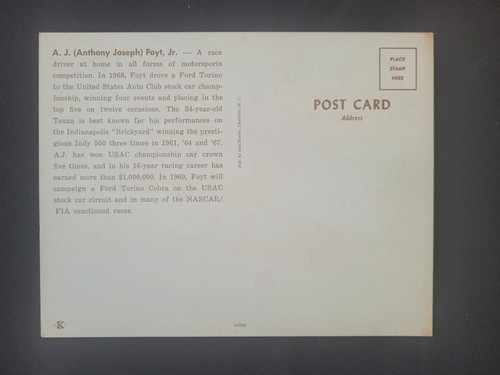 A. J. (Anthony Joseph) Foyt, Jr. — A race
driver at home in all forms of motorsports
competition. In 1968, Foyt drove a Ford Torino
to the United States Auto Club stock car champ-
ionship, winning four events and placing in the
top five on twelve occasions. The 34-year-old
Texan is best known for his performances on
the Indianapolis "Brickyard" winning the presti-
gious Indy 500 three times in 1961, '64 and '67.
A.J. has won USAC championship car crown
five times, and in his 16-year racing career has
earned more than $1,000,000. In 1969, Foyt will
campaign a Ford Torino Cobra on the USAC
stock car circuit and in many of the NASCAR/
FIA sanctioned races.
PLACE
STAMP
HERE
POST CARD
Address
K